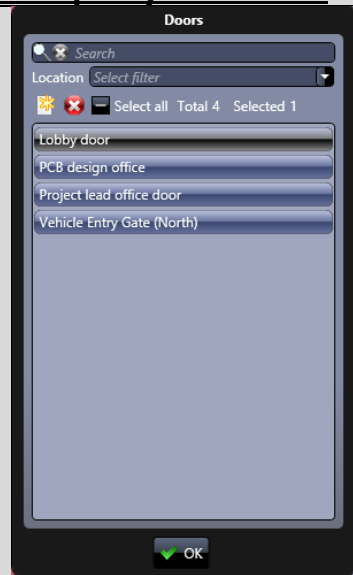 Doors
Search
Location Select filter
Select all Total 4 Selected 1
Lobby door
PCB design office
Project lead office door
Vehicle Entry Gate (North)
OK